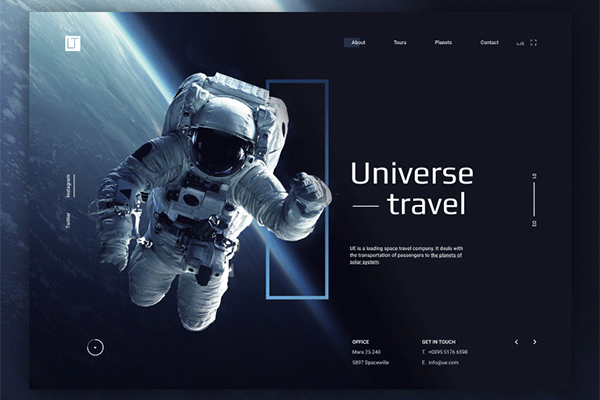 UT
About
Tours
Planets
Contact
Instagram
Twitter
Universe
— travel
UE is a leading space travel company. It deals with
the transportation of passengers to the planets of
solar system.
01
03
OFFICE
Mars 25 240
5897 Spaceville
GET IN TOUCH
T. +0395 5176 6598
E. info@ue.com